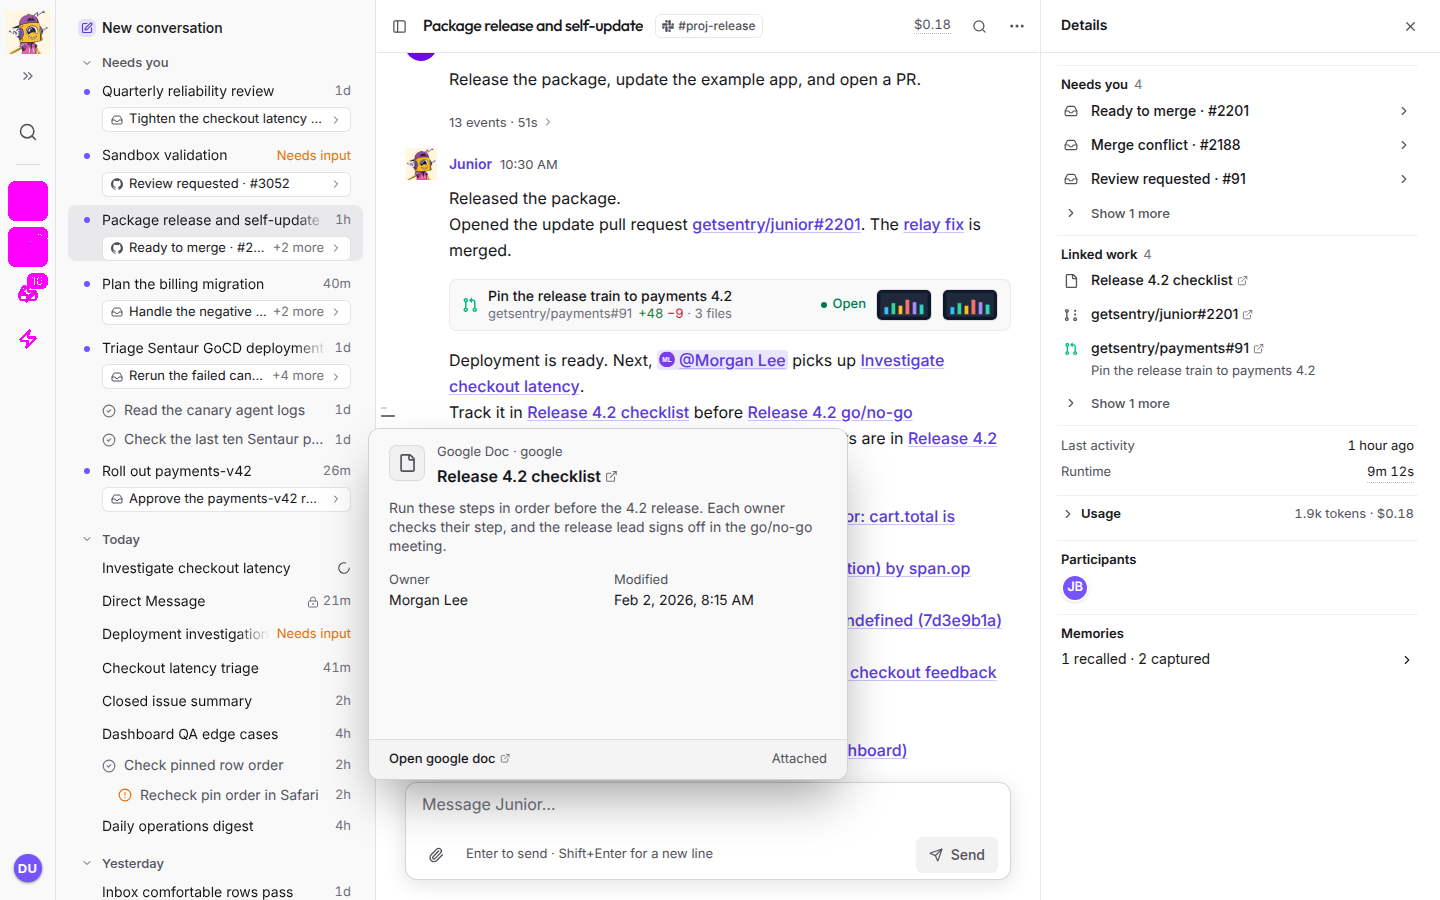 New conversation
Needs you
Quarterly reliability review 1d
Tighten the checkout latency ...
Sandbox validation Needs input
Review requested · #3052
Package release and self-update 1h
Ready to merge · #2... +2 more
Plan the billing migration 40m
Handle the negative ... +2 more
Triage Sentaur GoCD deployment 1d
Rerun the failed can... +4 more
Read the canary agent logs 1d
Check the last ten Sentaur p... 1d
Roll out payments-v42 26m
Approve the payments-v42 r...
Today
Investigate checkout latency
Direct Message 21m
Deployment investigation Needs input
Checkout latency triage 41m
Closed issue summary 2h
Dashboard QA edge cases 4h
Check pinned row order 2h
Recheck pin order in Safari 2h
Daily operations digest 4h
Yesterday
Inbox comfortable rows pass 1d
DU
Package release and self-update #proj-release $0.18
Release the package, update the example app, and open a PR.
13 events · 51s
Junior 10:30 AM
Released the package.
Opened the update pull request getsentry/junior#2201. The relay fix is
merged.
Pin the release train to payments 4.2
getsentry/payments#91 +48 −9 · 3 files
Open
Deployment is ready. Next, ML @Morgan Lee picks up Investigate
checkout latency.
Track it in Release 4.2 checklist before Release 4.2 go/no-go
ts are in Release 4.2
or: cart.total is
tion) by span.op
ndefined (7d3e9b1a)
checkout feedback
hboard)
Google Doc · google
Release 4.2 checklist
Run these steps in order before the 4.2 release. Each owner
checks their step, and the release lead signs off in the go/no-go
meeting.
Owner Modified
Morgan Lee Feb 2, 2026, 8:15 AM
Open google doc Attached
Message Junior...
Enter to send · Shift+Enter for a new line
Send
Details
Needs you 4
Ready to merge · #2201
Merge conflict · #2188
Review requested · #91
Show 1 more
Linked work 4
Release 4.2 checklist
getsentry/junior#2201
getsentry/payments#91
Pin the release train to payments 4.2
Show 1 more
Last activity 1 hour ago
Runtime 9m 12s
Usage 1.9k tokens · $0.18
Participants
JB
Memories
1 recalled · 2 captured